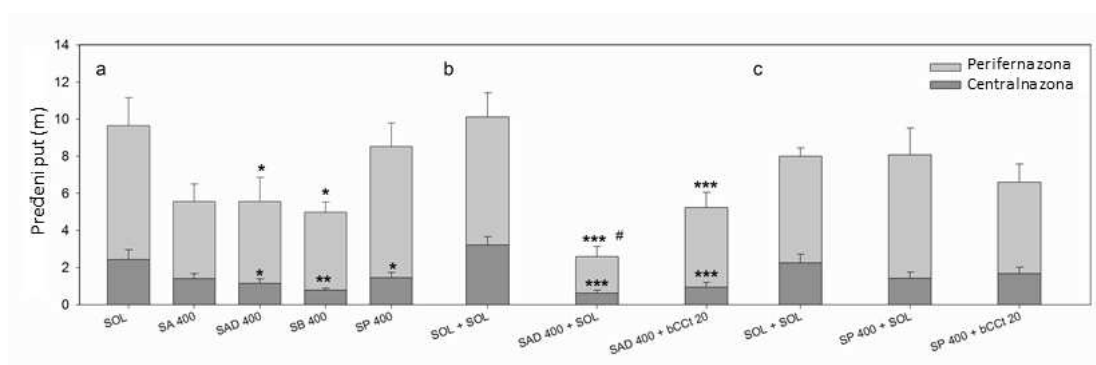 14
a
b
c
Perifernazona
Centralnazona
12
10
8
6
4
2
0
Pređeni put (m)
*
*
*
**
*
*** #
***
***
***
SOL
SA 400
SAD 400
SB 400
SP 400
SOL + SOL
SAD 400 + SOL
SAD 400 + bCCt 20
SOL + SOL
SP 400 + SOL
SP 400 + bCCt 20